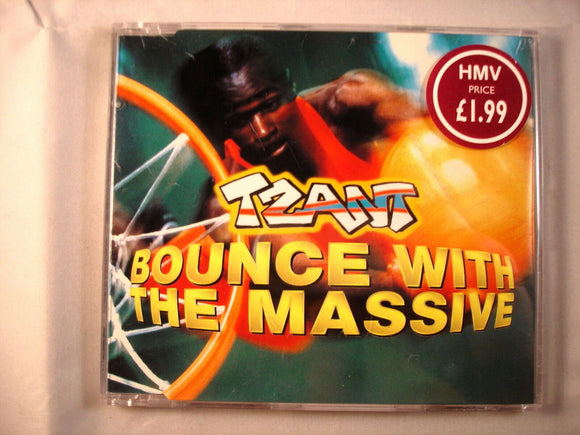 HMV
PRICE
£1.99
TZANT
BOUNCE WITH
THE MASSIVE